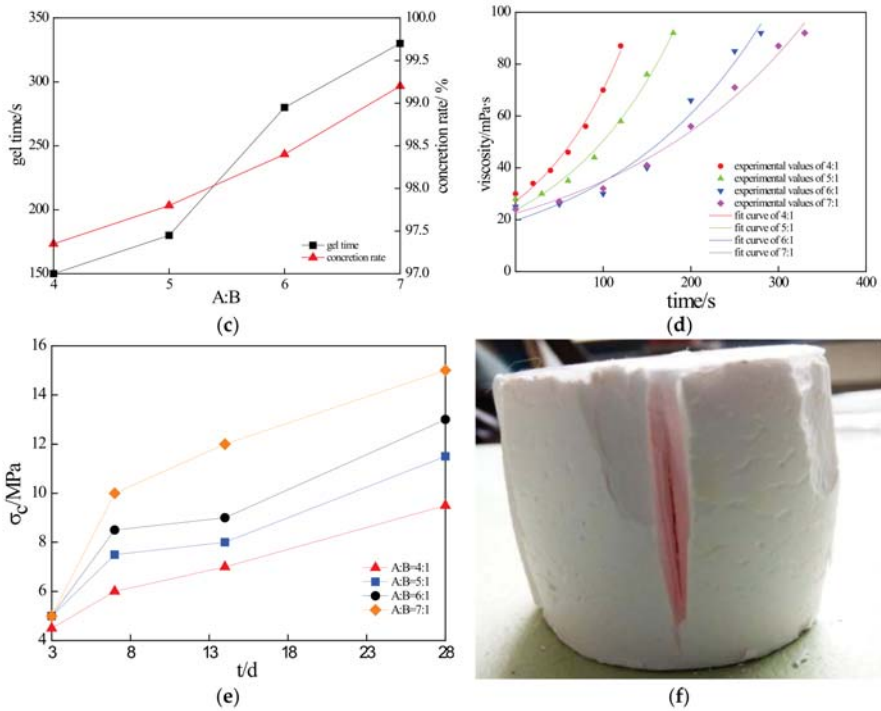 350
300
250
200
150
gel time/s
100.0
99.5
99.0
98.5
98.0
97.5
97.0
concretion rate/ %
gel time
concretion rate
4
5
6
7
A:B
(c)
100
80
60
40
20
0
viscosity/mPa·s
experimental values of 4:1
experimental values of 5:1
experimental values of 6:1
experimental values of 7:1
fit curve of 4:1
fit curve of 5:1
fit curve of 6:1
fit curve of 7:1
100
200
300
400
time/s
(d)
16
14
12
10
8
6
4
σc/MPa
A:B=4:1
A:B=5:1
A:B=6:1
A:B=7:1
3
8
13
18
23
28
t/d
(e)
(f)